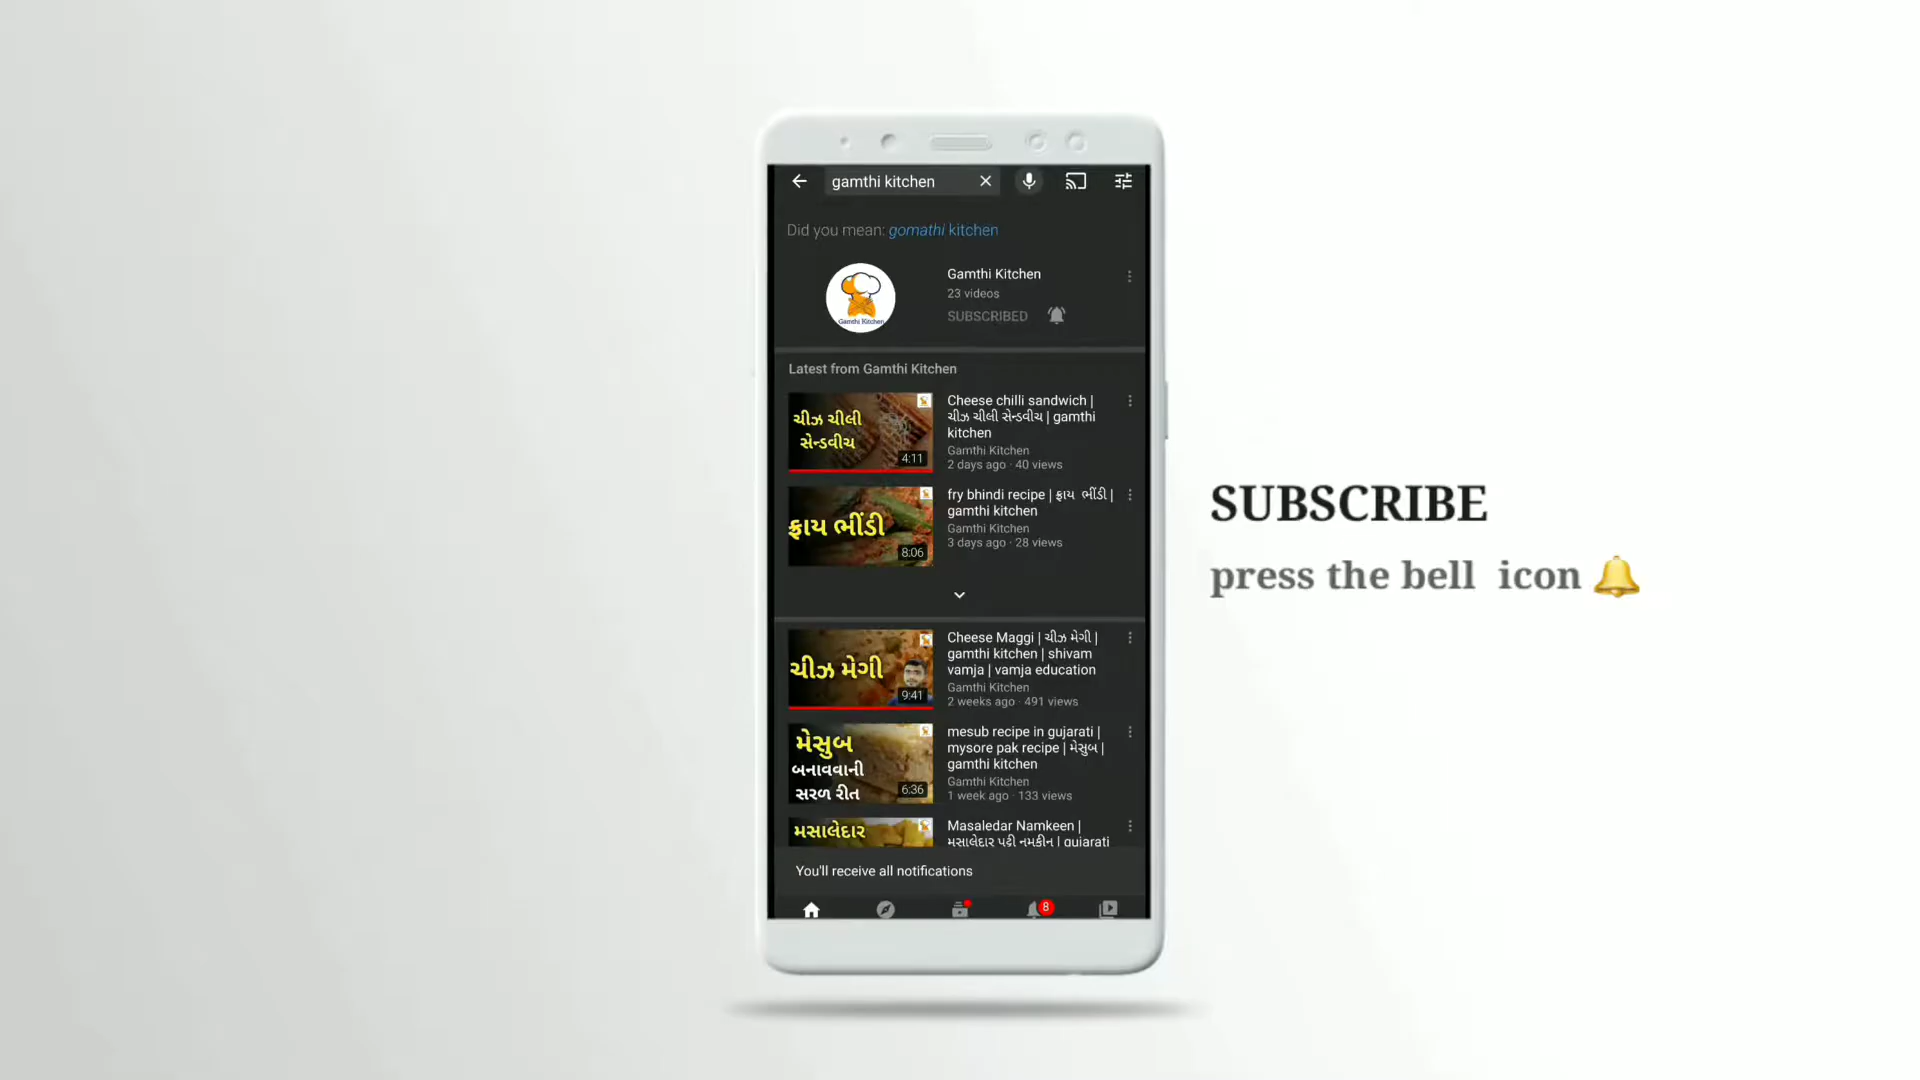 gamthi kitchen
Did you mean: gomathi kitchen
Gamthi Kitchen
Gamthi Kitchen
23 videos
SUBSCRIBED
Latest from Gamthi Kitchen
ચીઝ ચીલી
સેન્ડવીચ
4:11
Cheese chilli sandwich |
ચીઝ ચીલી સેન્ડવીચ | gamthi
kitchen
Gamthi Kitchen
2 days ago · 40 views
ફ્રાય ભીંડી
8:06
fry bhindi recipe | ફ્રાય ભીંડી |
gamthi kitchen
Gamthi Kitchen
3 days ago · 28 views
ચીઝ મેગી
9:41
Cheese Maggi | ચીઝ મેગી |
gamthi kitchen | shivam
vamja | vamja education
Gamthi Kitchen
2 weeks ago · 491 views
મેસુબ
બનાવવાની
સરળ રીત
6:36
mesub recipe in gujarati |
mysore pak recipe | મેસુબ |
gamthi kitchen
Gamthi Kitchen
1 week ago · 133 views
મસાલેદાર
Masaledar Namkeen |
મસાલેદાર પટ્ટી નમકીન | gujarati
You'll receive all notifications
8
SUBSCRIBE
press the bell icon 🔔